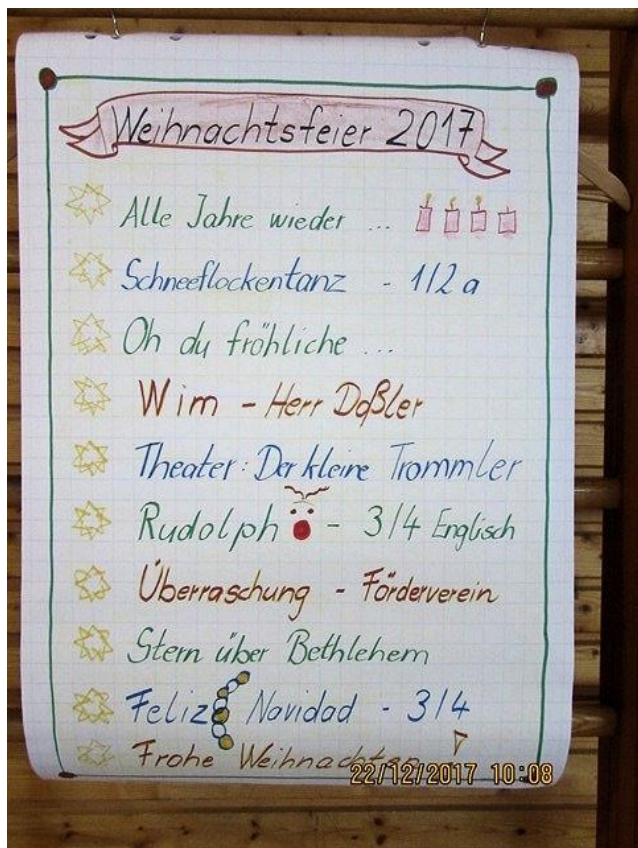 Weihnachtsfeier 2017
Alle Jahre wieder ...
Schneeflockentanz - 1/2 a
Oh du fröhliche ...
Wim - Herr Doßler
Theater: Der kleine Trommler
Rudolph - 3/4 Englisch
Überraschung - Förderverein
Stern über Bethlehem
Feliz Navidad - 3/4
Frohe Weihnachten
22/12/2017 10:08